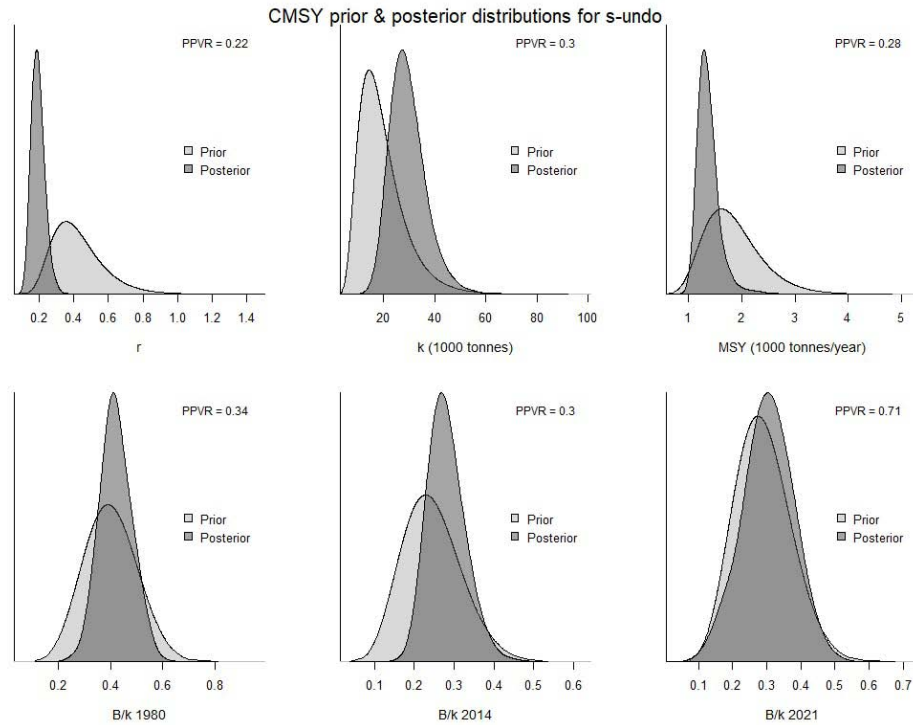 CMSY prior & posterior distributions for s-undo
PPVR = 0.22
Prior
Posterior
0.2 0.4 0.6 0.8 1.0 1.2 1.4
r
PPVR = 0.3
Prior
Posterior
20 40 60 80 100
k (1000 tonnes)
PPVR = 0.28
Prior
Posterior
1 2 3 4 5
MSY (1000 tonnes/year)
PPVR = 0.34
Prior
Posterior
0.2 0.4 0.6 0.8
B/k 1980
PPVR = 0.3
Prior
Posterior
0.1 0.2 0.3 0.4 0.5 0.6
B/k 2014
PPVR = 0.71
Prior
Posterior
0.1 0.2 0.3 0.4 0.5 0.6 0.7
B/k 2021